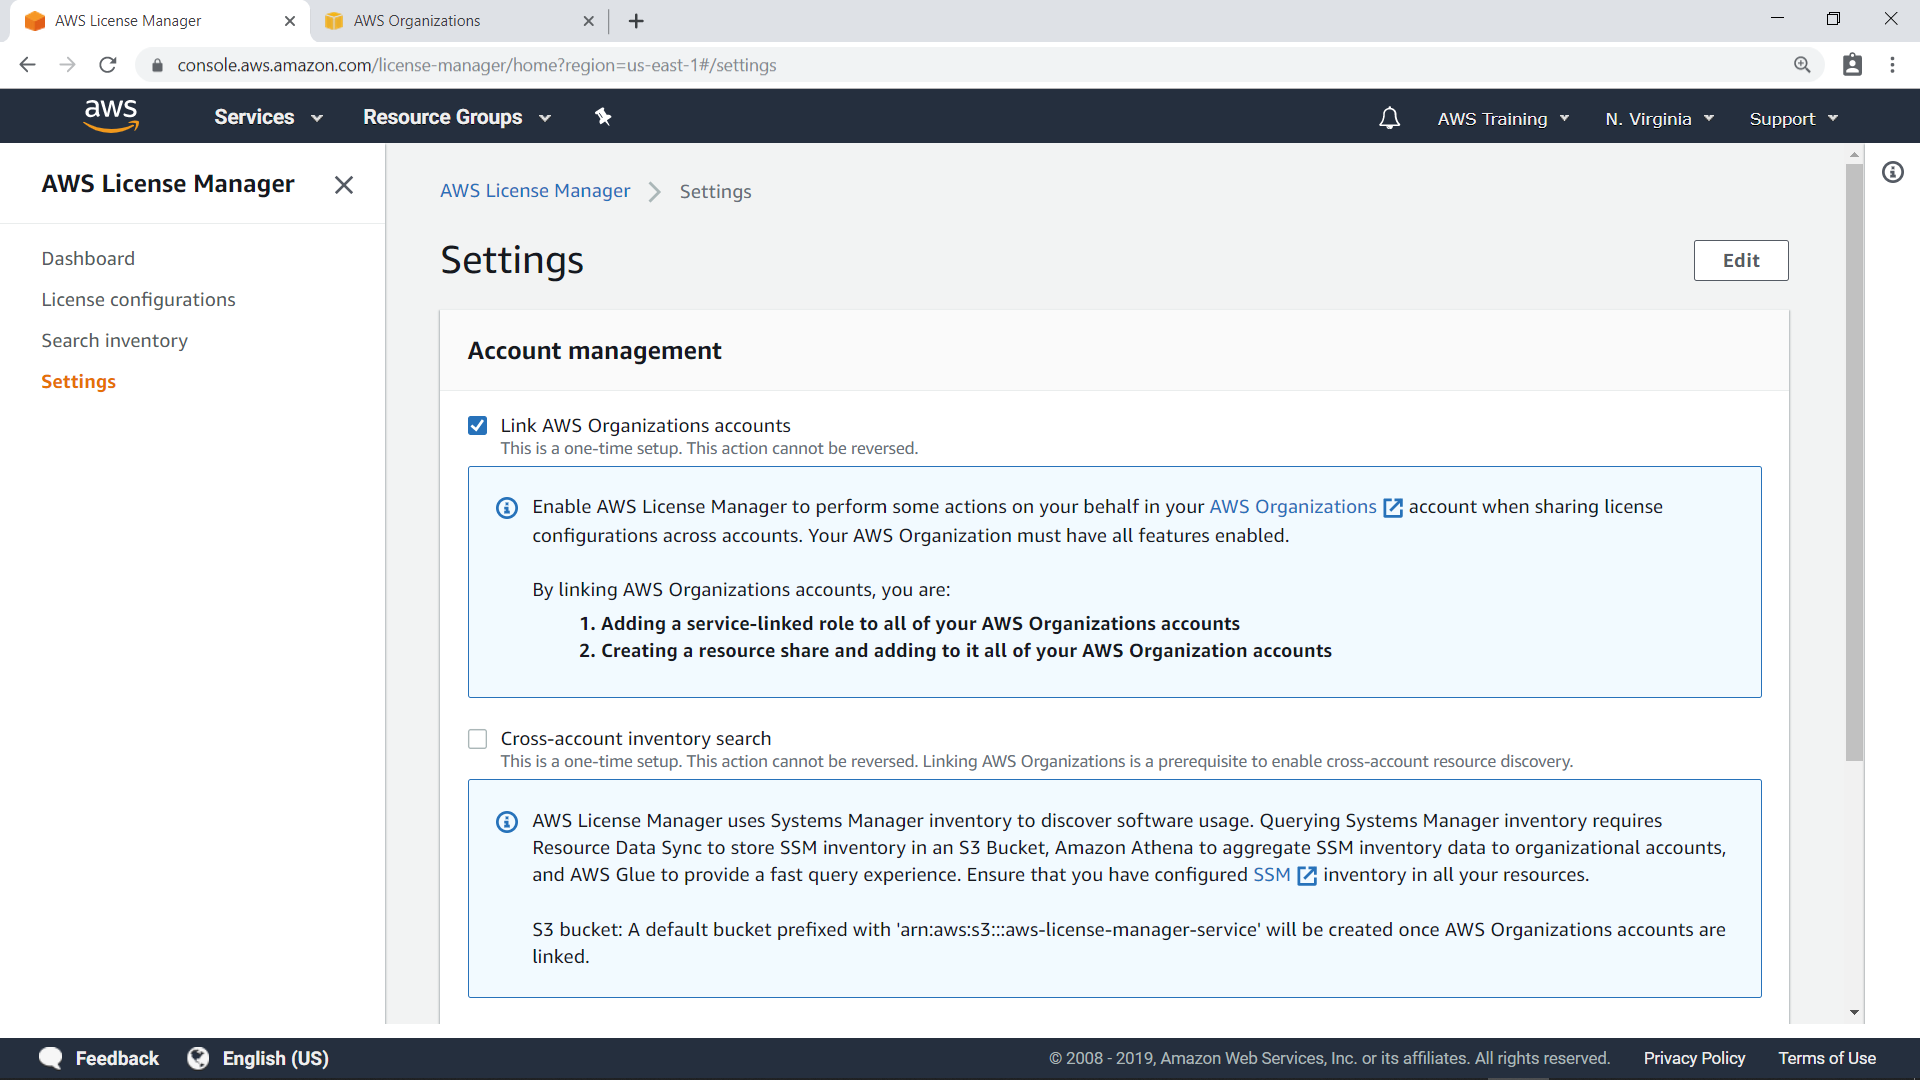 AWS License Manager
AWS Organizations
console.aws.amazon.com/license-manager/home?region=us-east-1#/settings
aws
Services
Resource Groups
AWS Training
N. Virginia
Support
AWS License Manager
Dashboard
License configurations
Search inventory
Settings
AWS License Manager
Settings
Settings
Edit
Account management
Link AWS Organizations accounts
This is a one-time setup. This action cannot be reversed.
Enable AWS License Manager to perform some actions on your behalf in your AWS Organizations account when sharing license
configurations across accounts. Your AWS Organization must have all features enabled.
By linking AWS Organizations accounts, you are:
1. Adding a service-linked role to all of your AWS Organizations accounts
2. Creating a resource share and adding to it all of your AWS Organization accounts
Cross-account inventory search
This is a one-time setup. This action cannot be reversed. Linking AWS Organizations is a prerequisite to enable cross-account resource discovery.
AWS License Manager uses Systems Manager inventory to discover software usage. Querying Systems Manager inventory requires
Resource Data Sync to store SSM inventory in an S3 Bucket, Amazon Athena to aggregate SSM inventory data to organizational accounts,
and AWS Glue to provide a fast query experience. Ensure that you have configured SSM inventory in all your resources.
S3 bucket: A default bucket prefixed with 'arn:aws:s3:::aws-license-manager-service' will be created once AWS Organizations accounts are
linked.
Feedback
English (US)
© 2008 - 2019, Amazon Web Services, Inc. or its affiliates. All rights reserved.
Privacy Policy
Terms of Use